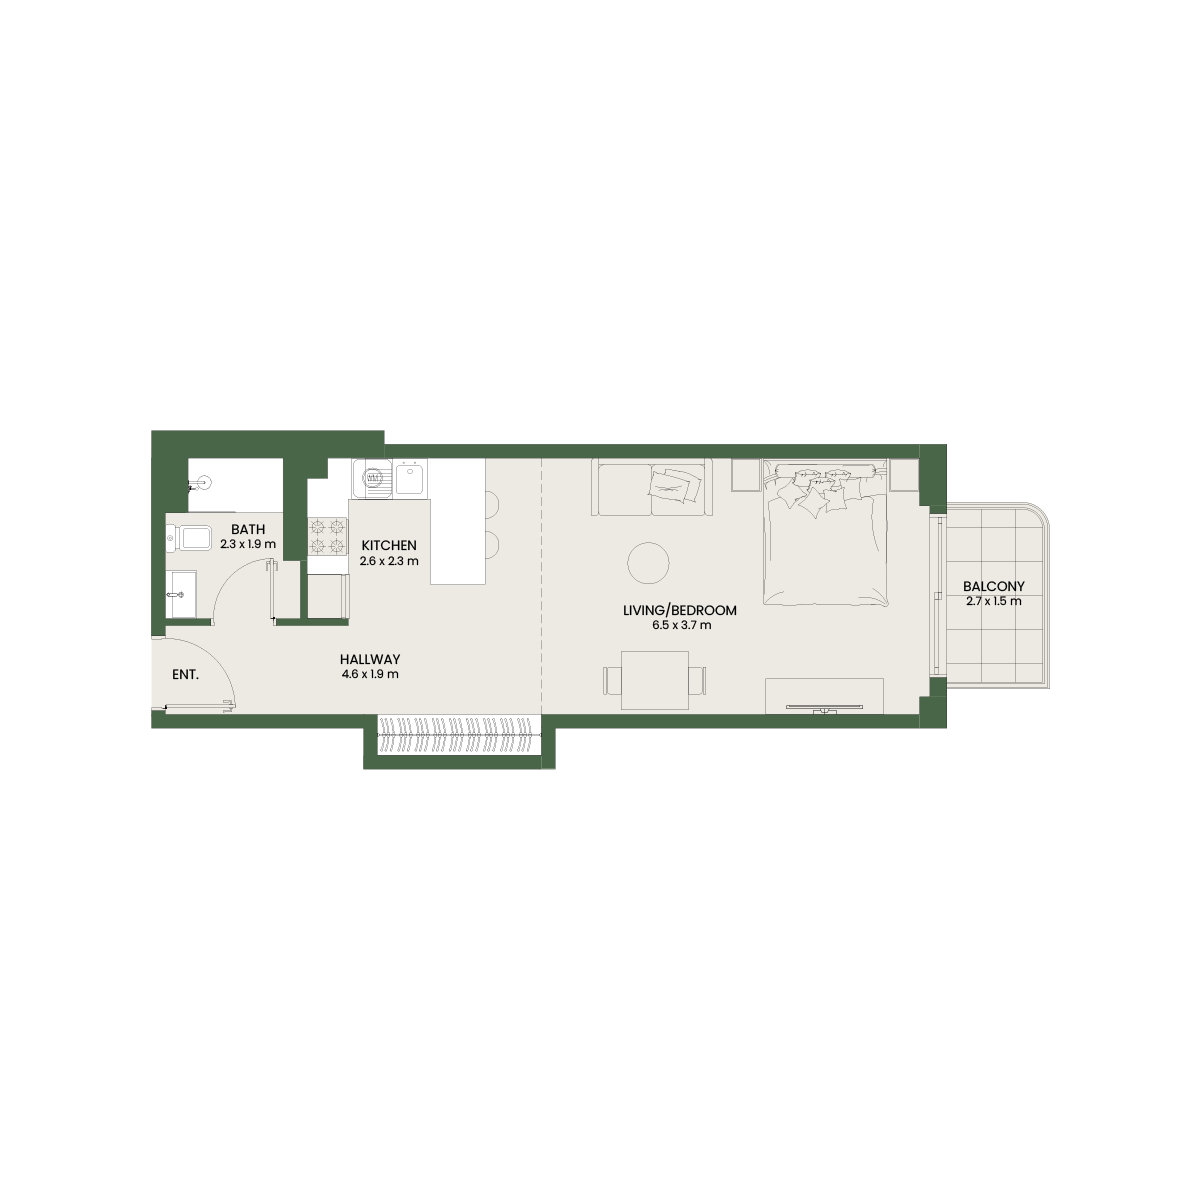 BATH
2.3 x 1.9 m
KITCHEN
2.6 x 2.3 m
LIVING/BEDROOM
6.5 x 3.7 m
BALCONY
2.7 x 1.5 m
HALLWAY
4.6 x 1.9 m
ENT.